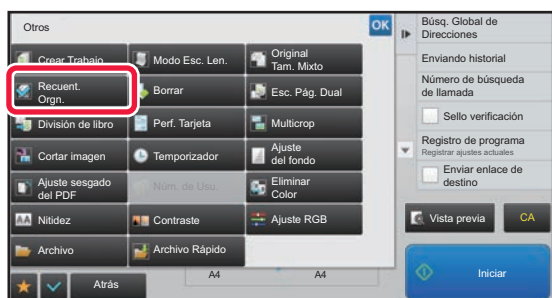 Otros
OK
Crear Trabajo
Modo Esc. Len.
Original
Tam. Mixto
Recuent.
Orgn.
Borrar
Esc. Pág. Dual
División de libro
Perf. Tarjeta
Multicrop
Cortar imagen
Temporizador
Ajuste
del fondo
Ajuste sesgado
del PDF
Núm. de Usu.
Eliminar
Color
AA
Nitidez
Contraste
Ajuste RGB
Archivo
Archivo Rápido
Atrás
A4
A4
Búsq. Global de
Direcciones
Enviando historial
Número de búsqueda
de llamada
Sello verificación
Registro de programa
Registrar ajustes actuales
Enviar enlace de
destino
Vista previa
CA
Iniciar